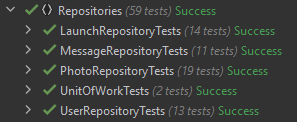 Repositories (59 tests) Success
LaunchRepositoryTests (14 tests) Success
MessageRepositoryTests (11 tests) Success
PhotoRepositoryTests (19 tests) Success
UnitOfWorkTests (2 tests) Success
UserRepositoryTests (13 tests) Success